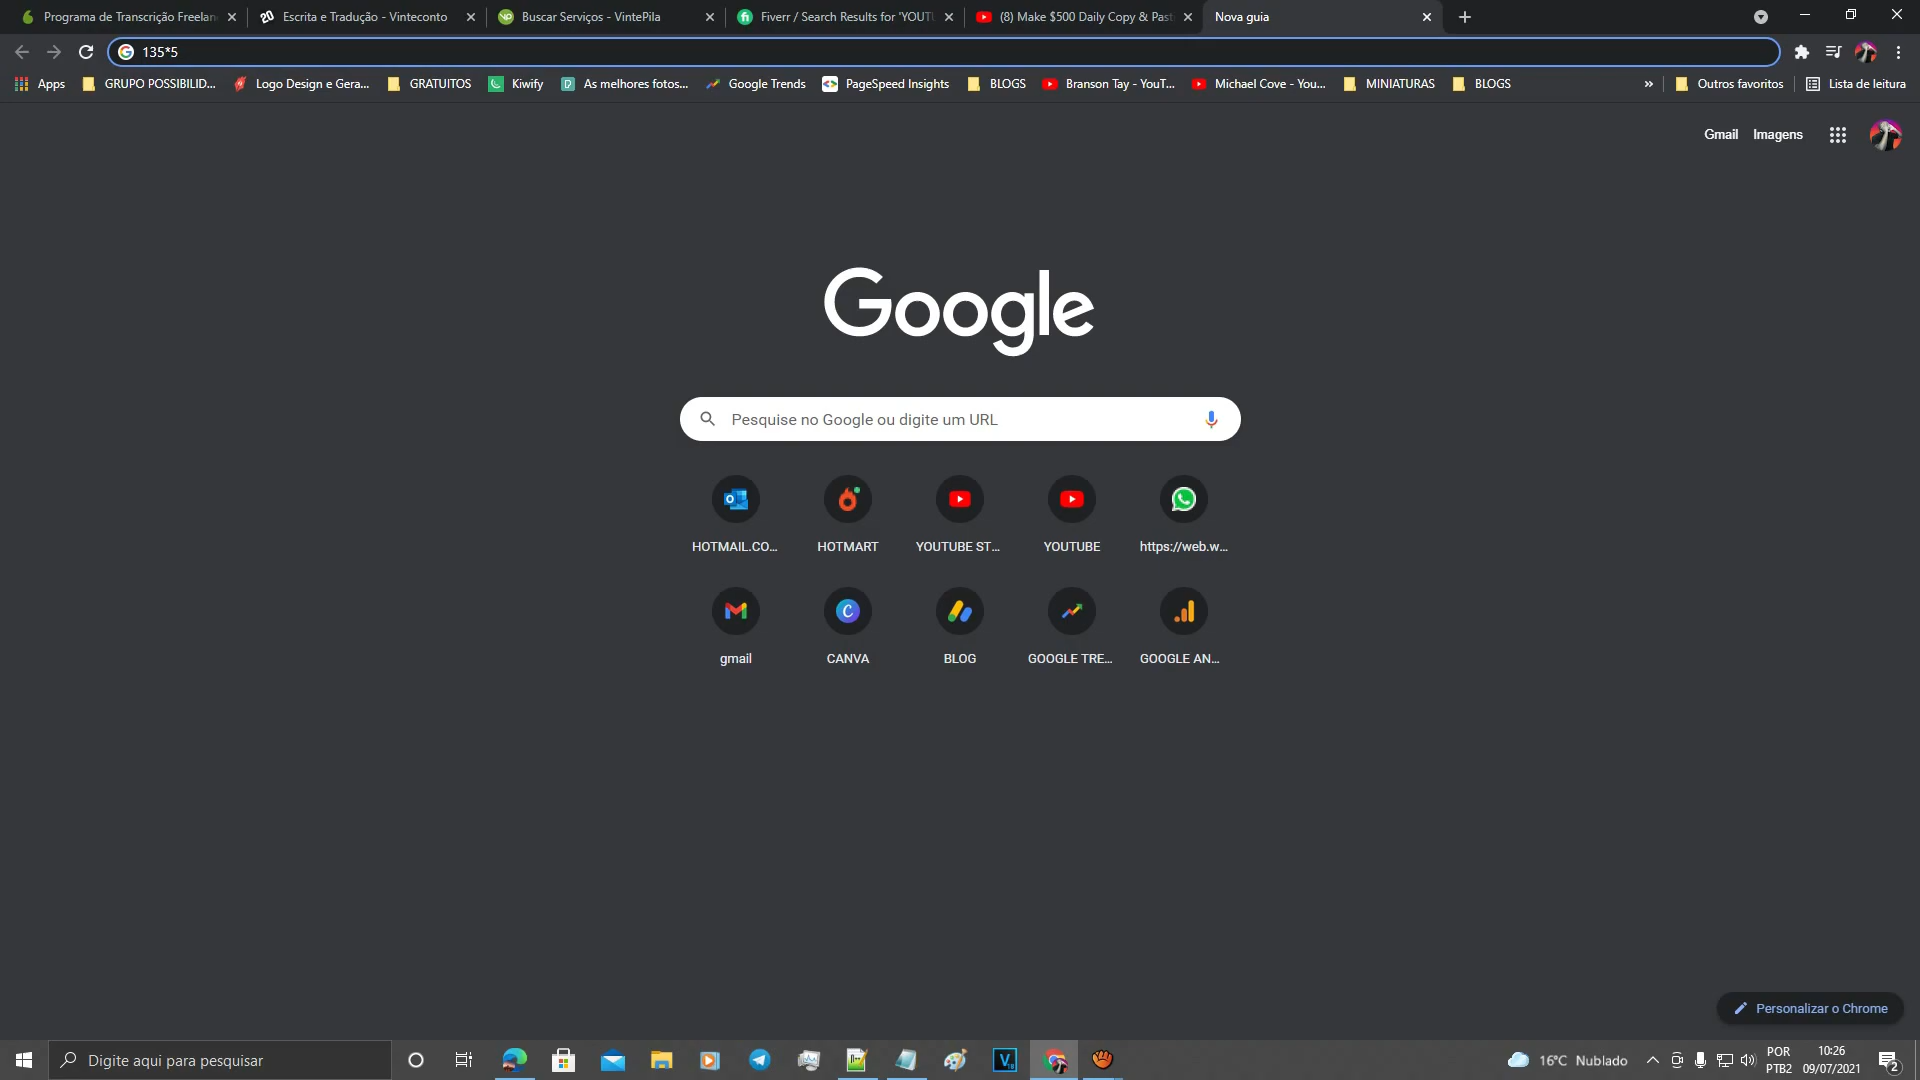 Programa de Transcrição Freelan
Escrita e Tradução - Vinteconto
Buscar Serviços - VintePila
Fiverr / Search Results for 'YOUTU
(8) Make $500 Daily Copy & Past
Nova guia
135*5
Apps
GRUPO POSSIBILID...
Logo Design e Gera...
GRATUITOS
Kiwify
As melhores fotos...
Google Trends
PageSpeed Insights
BLOGS
Branson Tay - YouT...
Michael Cove - You...
MINIATURAS
BLOGS
»
Outros favoritos
Lista de leitura
Gmail
Imagens
Google
Pesquise no Google ou digite um URL
HOTMAIL.CO...
HOTMART
YOUTUBE ST...
YOUTUBE
https://web.w...
gmail
CANVA
BLOG
GOOGLE TRE...
GOOGLE AN...
Personalizar o Chrome
Digite aqui para pesquisar
16°C Nublado
POR
PTB2
10:26
09/07/2021
2